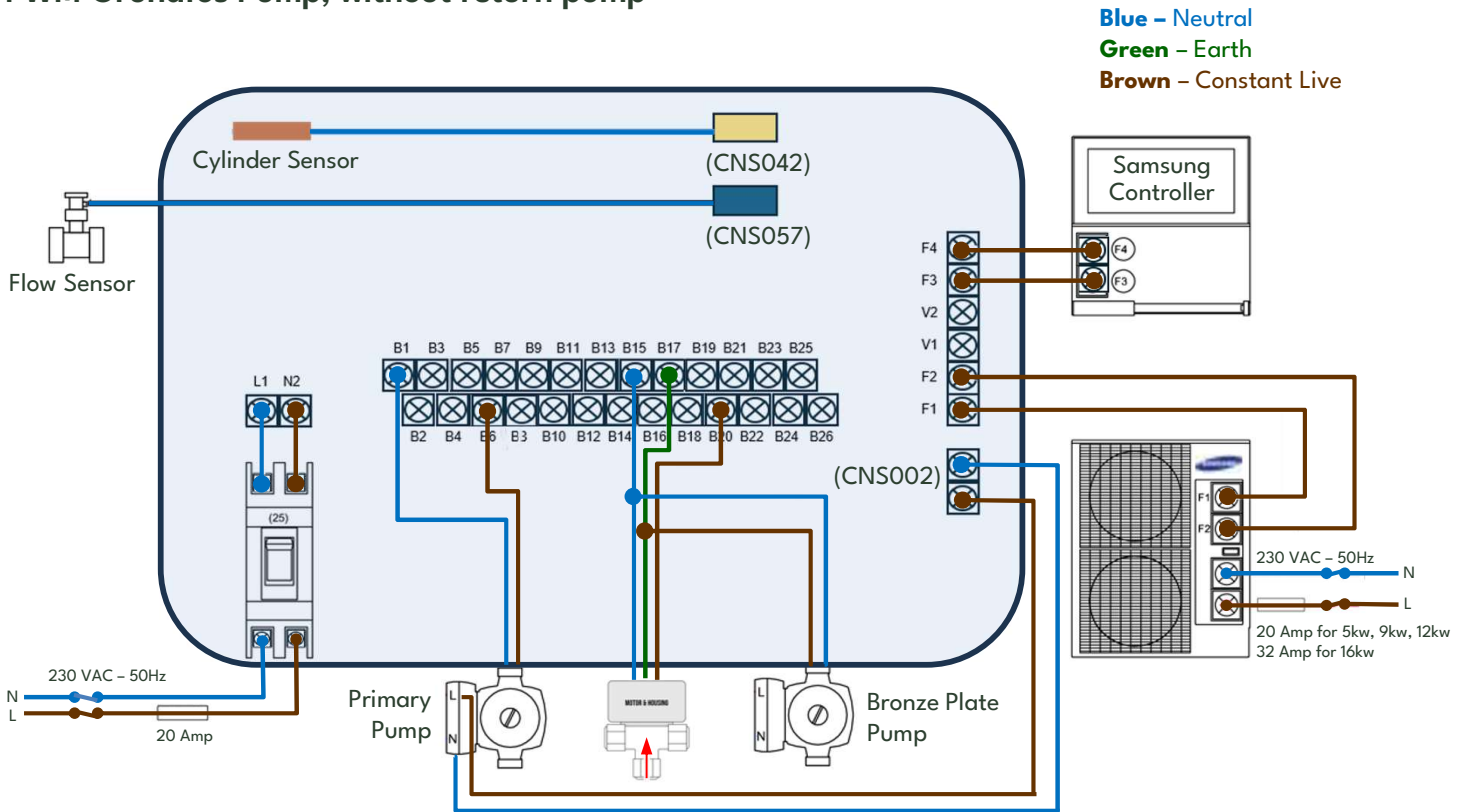 Blue – Neutral
Green – Earth
Brown – Constant Live
Cylinder Sensor
(CNS042)
(CNS057)
Flow Sensor
Samsung
Controller
F4
F3
V2
V1
F2
F1
F4
F3
B1 B3 B5 B7 B9 B11 B13 B15 B17 B19 B21 B23 B25
B2 B4 B6 B3 B10 B12 B14 B16 B18 B20 B22 B24 B26
L1 N2
(25)
(CNS002)
SAMSUNG
F1
F2
230 VAC – 50Hz
N
L
20 Amp for 5kw, 9kw, 12kw
32 Amp for 16kw
230 VAC – 50Hz
N
L
20 Amp
Primary
Pump
L
N
MOTOR & HOUSING
L
N
Bronze Plate
Pump